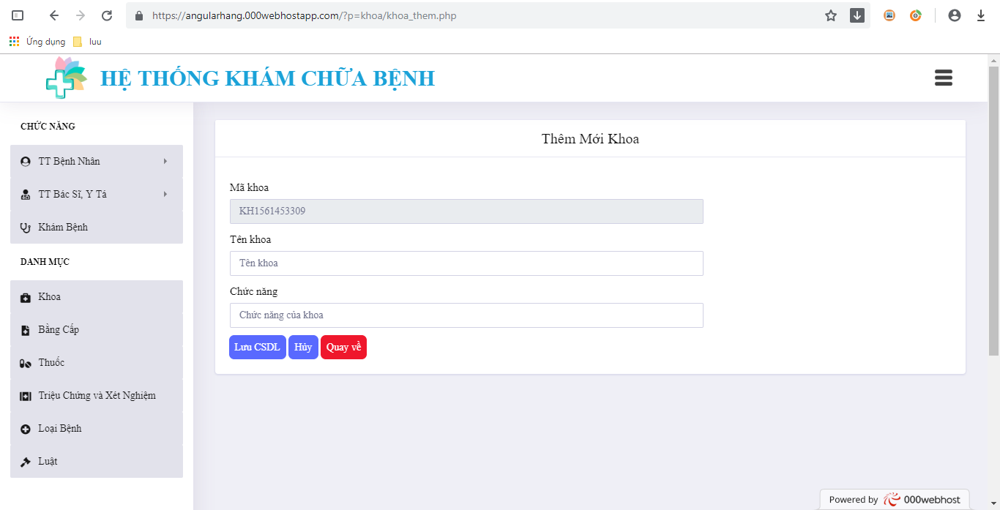 https://angularhang.000webhostapp.com/?p=khoa/khoa_them.php
Ứng dụng luu
HỆ THỐNG KHÁM CHỮA BỆNH
CHỨC NĂNG
TT Bệnh Nhân
TT Bác Sĩ, Y Tá
Khám Bệnh
DANH MỤC
Khoa
Bằng Cấp
Thuốc
Triệu Chứng và Xét Nghiệm
Loại Bệnh
Luật
Thêm Mới Khoa
Mã khoa
KH1561453309
Tên khoa
Tên khoa
Chức năng
Chức năng của khoa
Lưu CSDL Hủy Quay về
Powered by 000webhost